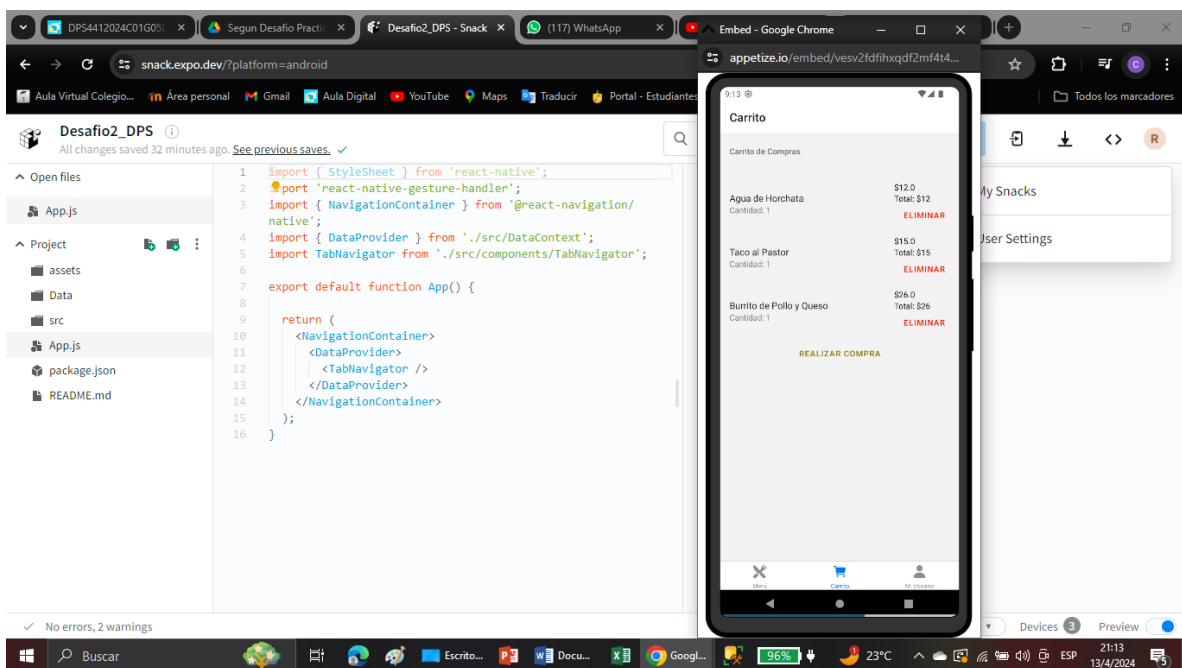 DPS4412024C01G05L
Segun Desafio Practic
Desafio2_DPS - Snack
(117) WhatsApp
Embed - Google Chrome
snack.expo.dev/?platform=android
appetize.io/embed/vesv2fdfihxqdf2mf4t4...
C
Aula Virtual Colegio...
Área personal
Gmail
Aula Digital
YouTube
Maps
Traducir
Portal - Estudiantes
Todos los marcadores
Desafio2_DPS
All changes saved 32 minutes ago. See previous saves.
R
My Snacks
User Settings
Open files
App.js
Project
assets
Data
src
App.js
package.json
README.md
1 import { StyleSheet } from 'react-native';
2 import 'react-native-gesture-handler';
3 import { NavigationContainer } from '@react-navigation/
native';
4 import { DataProvider } from './src/DataContext';
5 import TabNavigator from './src/components/TabNavigator';
6
7 export default function App() {
8
9 return (
10 <NavigationContainer>
11 <DataProvider>
12 <TabNavigator />
13 </DataProvider>
14 </NavigationContainer>
15 );
16 }
9:13
Carrito
Carrito de Compras
Agua de Horchata
Cantidad: 1
$12.0
Total: $12
ELIMINAR
Taco al Pastor
Cantidad: 1
$15.0
Total: $15
ELIMINAR
Burrito de Pollo y Queso
Cantidad: 1
$26.0
Total: $26
ELIMINAR
REALIZAR COMPRA
Menú
Carrito
Mi Usuario
No errors, 2 warnings
Devices 3
Preview
Buscar
Escrito...
Docu...
Googl...
96%
23°C
ESP
21:13
13/4/2024
5